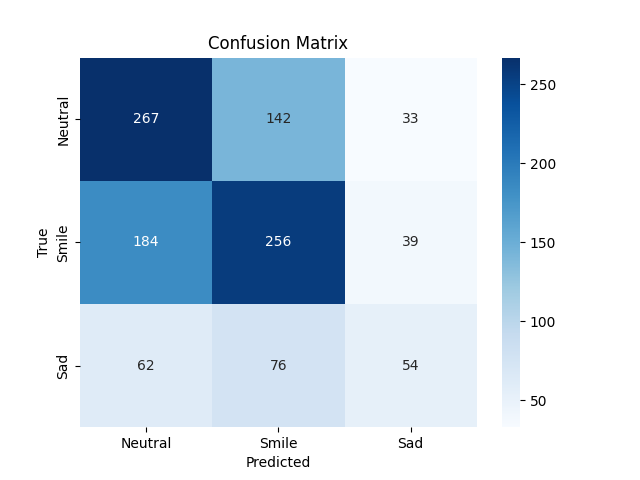 Confusion Matrix
Neutral 267 142 33
Smile 184 256 39
Sad 62 76 54
True
Neutral Smile Sad
Predicted
250
200
150
100
50